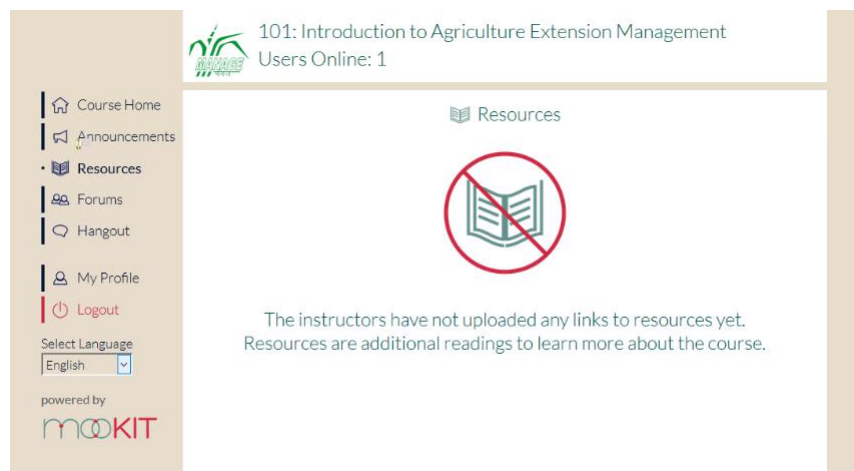 101: Introduction to Agriculture Extension Management
MANAGE
Users Online: 1
Course Home
Announcements
Resources
Forums
Hangout
My Profile
Logout
Select Language
English
powered by
mooKIT
Resources
The instructors have not uploaded any links to resources yet.
Resources are additional readings to learn more about the course.